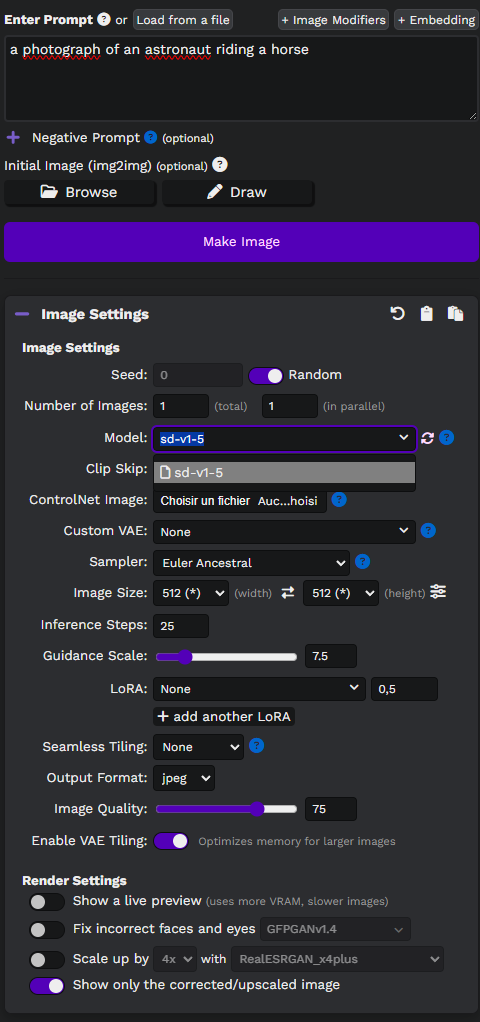 Enter Prompt ? or Load from a file + Image Modifiers + Embedding
a photograph of an astronaut riding a horse
+ Negative Prompt ? (optional)
Initial Image (img2img) (optional) ?
Browse Draw
Make Image
Image Settings
Image Settings
Seed: 0 Random
Number of Images: 1 (total) 1 (in parallel)
Model: sd-v1-5 ?
Clip Skip: sd-v1-5
ControlNet Image: Choisir un fichier Auc...hoisi ?
Custom VAE: None ?
Sampler: Euler Ancestral ?
Image Size: 512 (*) (width) 512 (*) (height)
Inference Steps: 25
Guidance Scale: 7.5
LoRA: None 0,5
+ add another LoRA
Seamless Tiling: None ?
Output Format: jpeg
Image Quality: 75
Enable VAE Tiling: Optimizes memory for larger images
Render Settings
Show a live preview (uses more VRAM, slower images)
Fix incorrect faces and eyes GFPGANv1.4
Scale up by 4x with RealESRGAN_x4plus
Show only the corrected/upscaled image